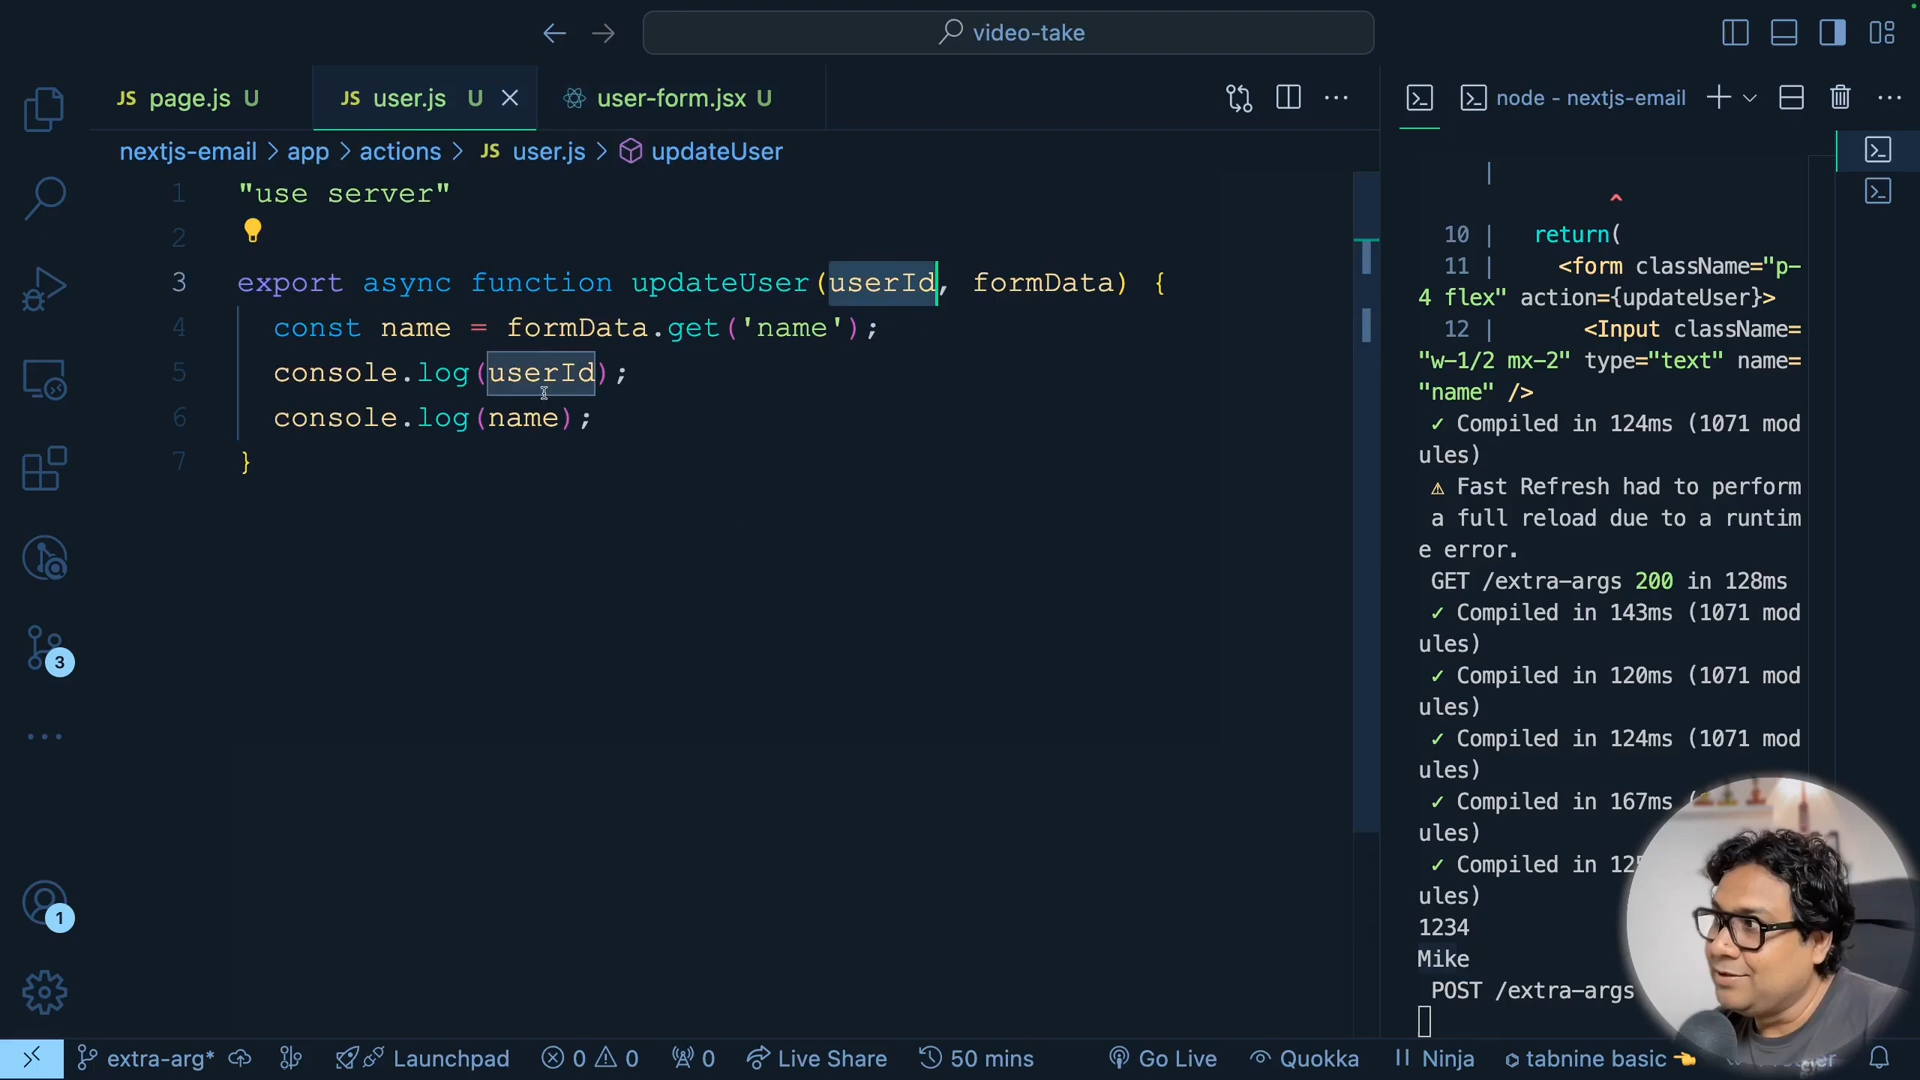 video-take
JS page.js U
JS user.js U
user-form.jsx U
node - nextjs-email
nextjs-email > app > actions > JS user.js > updateUser
1 "use server"
2
3 export async function updateUser(userId, formData) {
4 const name = formData.get('name');
5 console.log(userId);
6 console.log(name);
7 }
|
^
10 | return(
11 | <form className="p-
4 flex" action={updateUser}>
12 | <Input className=
"w-1/2 mx-2" type="text" name=
"name" />
✓ Compiled in 124ms (1071 mod
ules)
⚠ Fast Refresh had to perform
a full reload due to a runtim
e error.
GET /extra-args 200 in 128ms
✓ Compiled in 143ms (1071 mod
ules)
✓ Compiled in 120ms (1071 mod
ules)
✓ Compiled in 124ms (1071 mod
ules)
✓ Compiled in 167ms
ules)
✓ Compiled in
ules)
1234
Mike
POST /extra-args
3
1
extra-arg* Launchpad 0 0 0 Live Share 50 mins Go Live Quokka Ninja tabnine basic